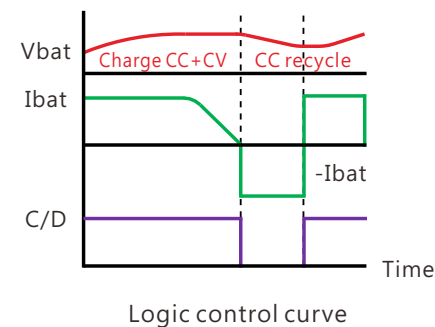 Vbat
Charge CC+CV CC recycle
Ibat
-Ibat
C/D
Time
Logic control curve